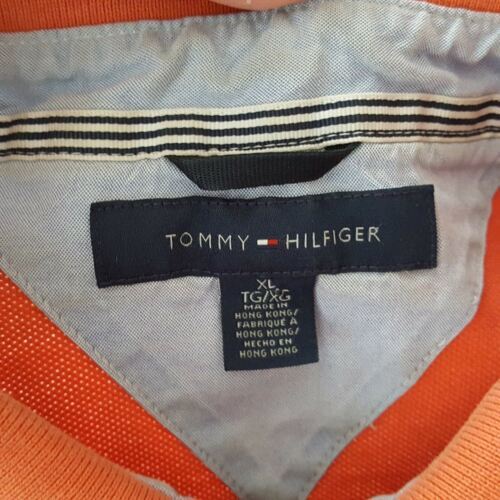 TOMMY HILFIGER
XL
TG/XG
MADE IN
HONG KONG/
FABRIQUÉ À
HONG KONG/
HECHO EN
HONG KONG